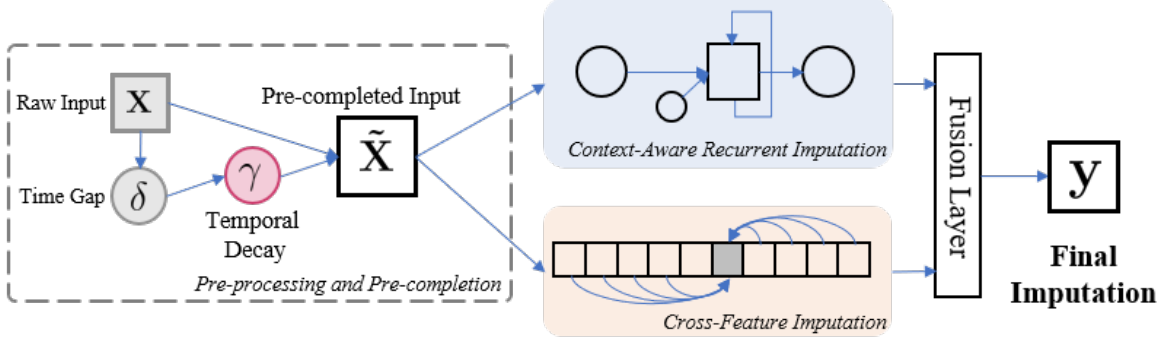 Raw Input
X
Time Gap
δ
γ
Temporal
Decay
Pre-completed Input
X̃
Pre-processing and Pre-completion
Context-Aware Recurrent Imputation
Cross-Feature Imputation
Fusion Layer
y
Final
Imputation